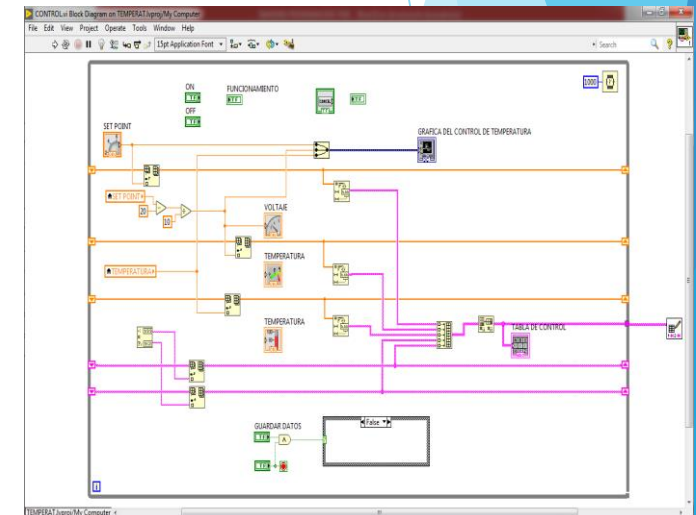 CONTROL.vi Block Diagram on TEMPERAT.lvproj/My Computer
File Edit View Project Operate Tools Window Help
15pt Application Font
Search
ON
FUNCIONAMIENTO
1000
OFF
SET POINT
GRAFICA DEL CONTROL DE TEMPERATURA
SET POINT
20
10
VOLTAJE
TEMPERATURA
TEMPERATURA
TEMPERATURA
TABLA DE CONTROL
GUARDAR DATOS
False
i
TEMPERAT.lvproj/My Computer